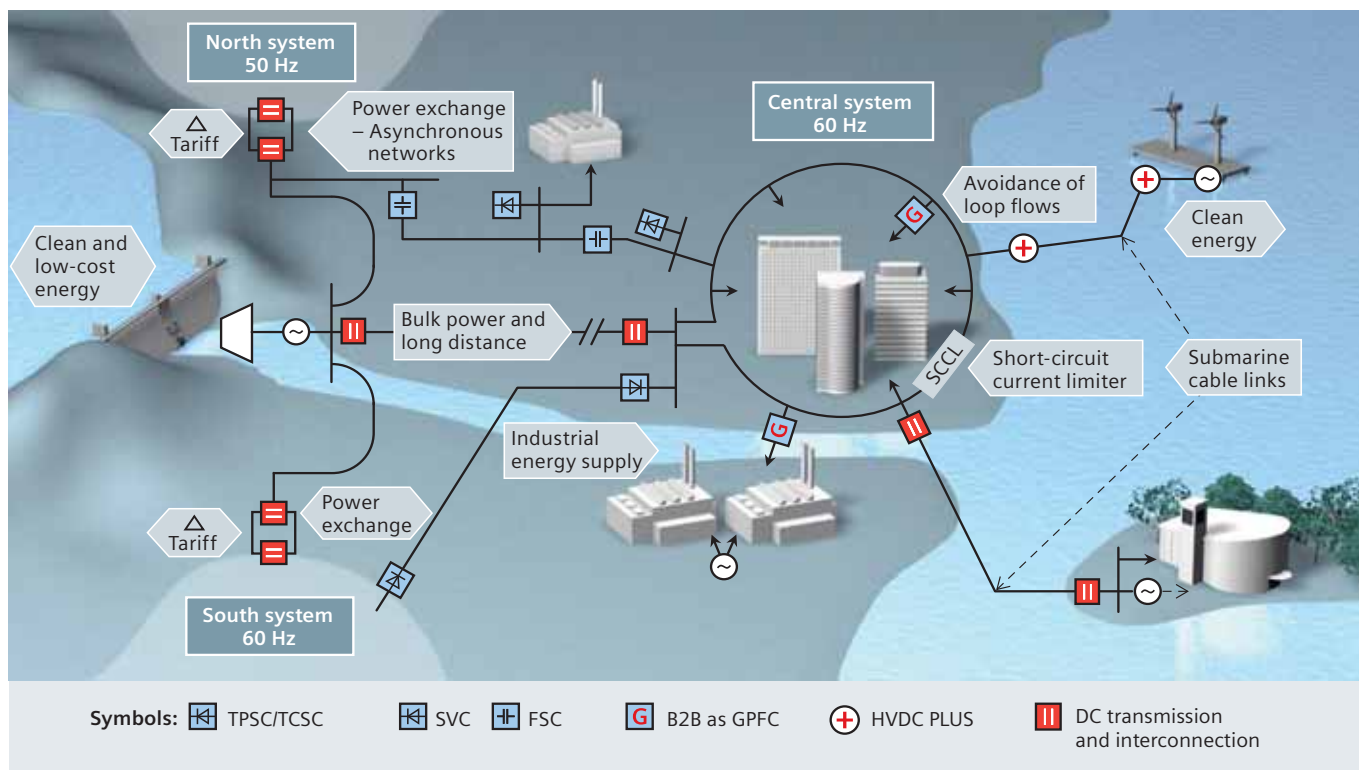 North system
50 Hz
△
Tariff
Power exchange
– Asynchronous
networks
Central system
60 Hz
Avoidance of
loop flows
G
Clean
energy
Clean and
low-cost
energy
Bulk power and
long distance
SCCL
Short-circuit
current limiter
Submarine
cable links
Industrial
energy supply
G
△
Tariff
Power
exchange
South system
60 Hz
Symbols:
TPSC/TCSC
SVC
FSC
G
B2B as GPFC
HVDC PLUS
DC transmission
and interconnection